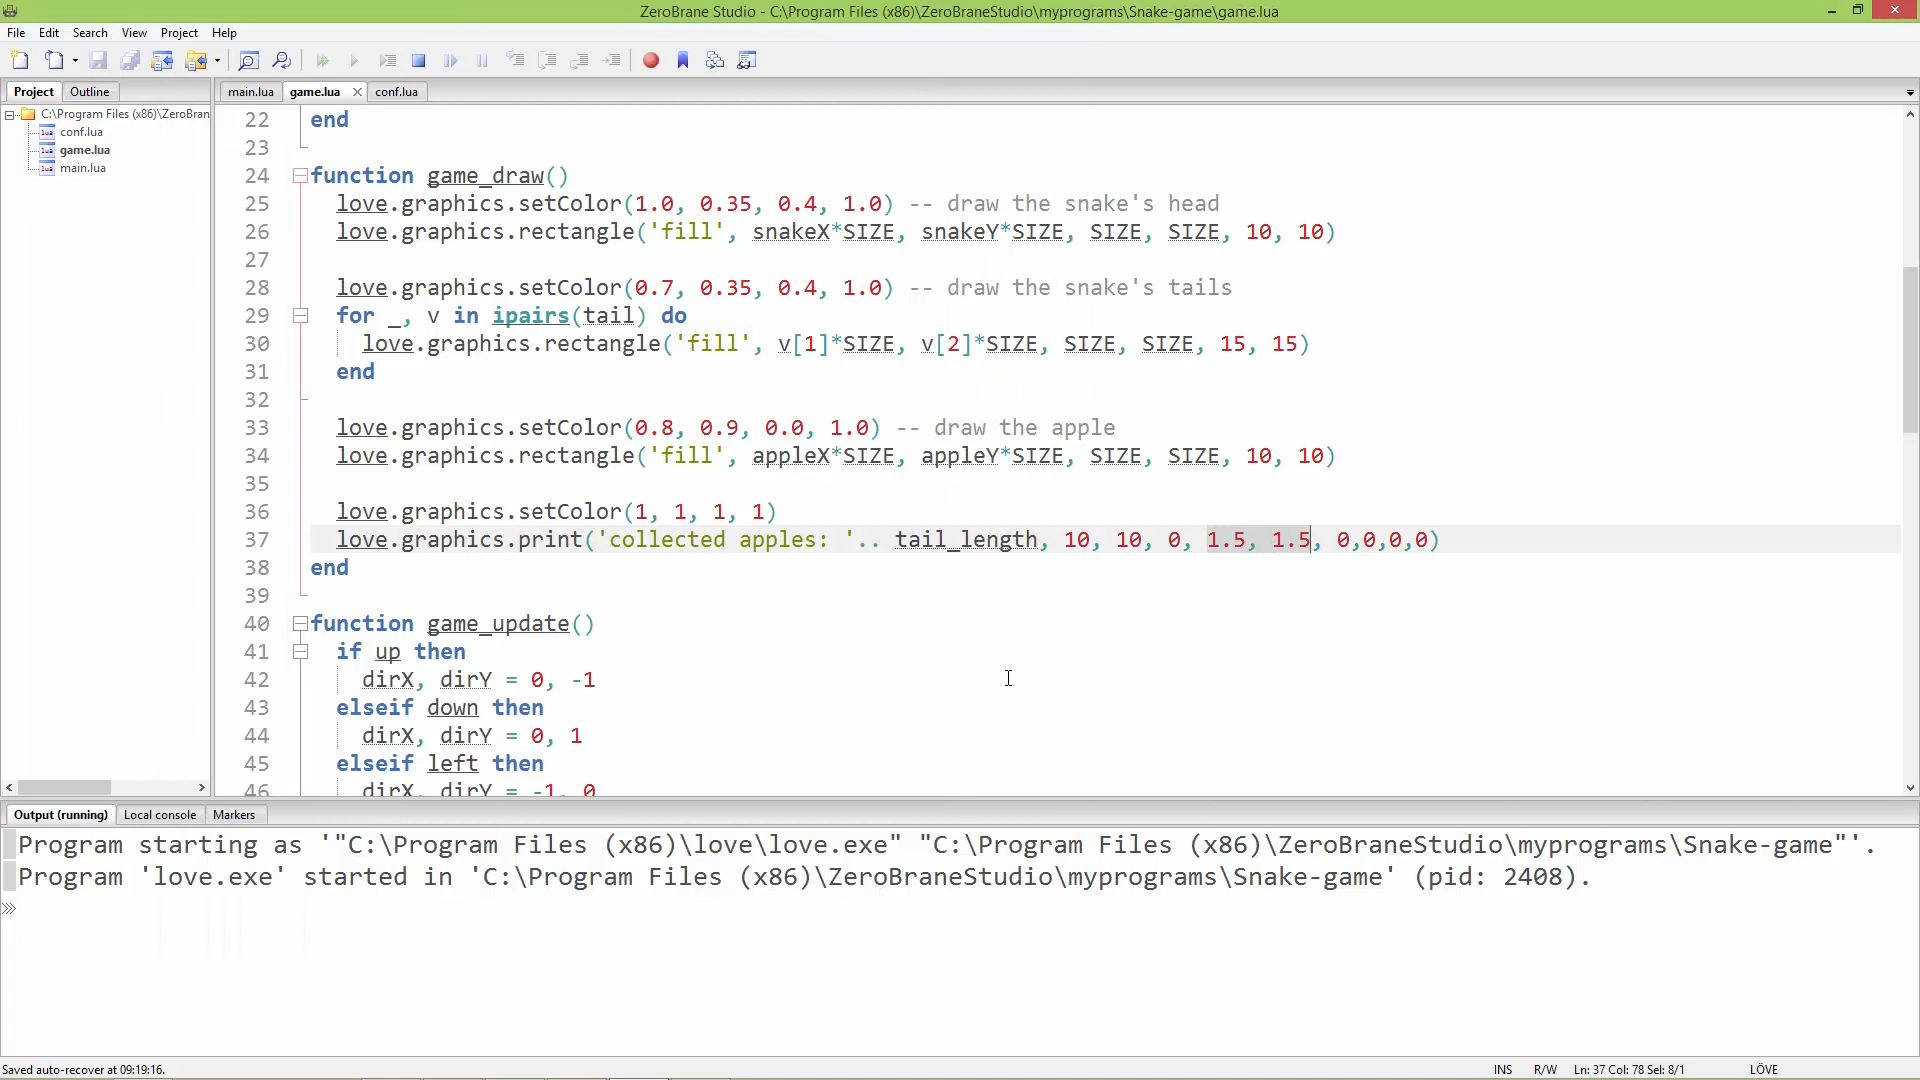 ZeroBrane Studio - C:\Program Files (x86)\ZeroBraneStudio\myprograms\Snake-game\game.lua
File Edit Search View Project Help
Project Outline
main.lua game.lua conf.lua
C:\Program Files (x86)\ZeroBran
conf.lua
game.lua
main.lua
22 end
23
24 function game_draw()
25 love.graphics.setColor(1.0, 0.35, 0.4, 1.0) -- draw the snake's head
26 love.graphics.rectangle('fill', snakeX*SIZE, snakeY*SIZE, SIZE, SIZE, 10, 10)
27
28 love.graphics.setColor(0.7, 0.35, 0.4, 1.0) -- draw the snake's tails
29 for _, v in ipairs(tail) do
30 love.graphics.rectangle('fill', v[1]*SIZE, v[2]*SIZE, SIZE, SIZE, 15, 15)
31 end
32
33 love.graphics.setColor(0.8, 0.9, 0.0, 1.0) -- draw the apple
34 love.graphics.rectangle('fill', appleX*SIZE, appleY*SIZE, SIZE, SIZE, 10, 10)
35
36 love.graphics.setColor(1, 1, 1, 1)
37 love.graphics.print('collected apples: '.. tail_length, 10, 10, 0, 1.5, 1.5, 0,0,0,0)
38 end
39
40 function game_update()
41 if up then
42 dirX, dirY = 0, -1
43 elseif down then
44 dirX, dirY = 0, 1
45 elseif left then
46 dirX, dirY = -1, 0
Output (running) Local console Markers
Program starting as '"C:\Program Files (x86)\love\love.exe" "C:\Program Files (x86)\ZeroBraneStudio\myprograms\Snake-game"'.
Program 'love.exe' started in 'C:\Program Files (x86)\ZeroBraneStudio\myprograms\Snake-game' (pid: 2408).
Saved auto-recover at 09:19:16.
INS R/W Ln: 37 Col: 78 Sel: 8/1 LÖVE